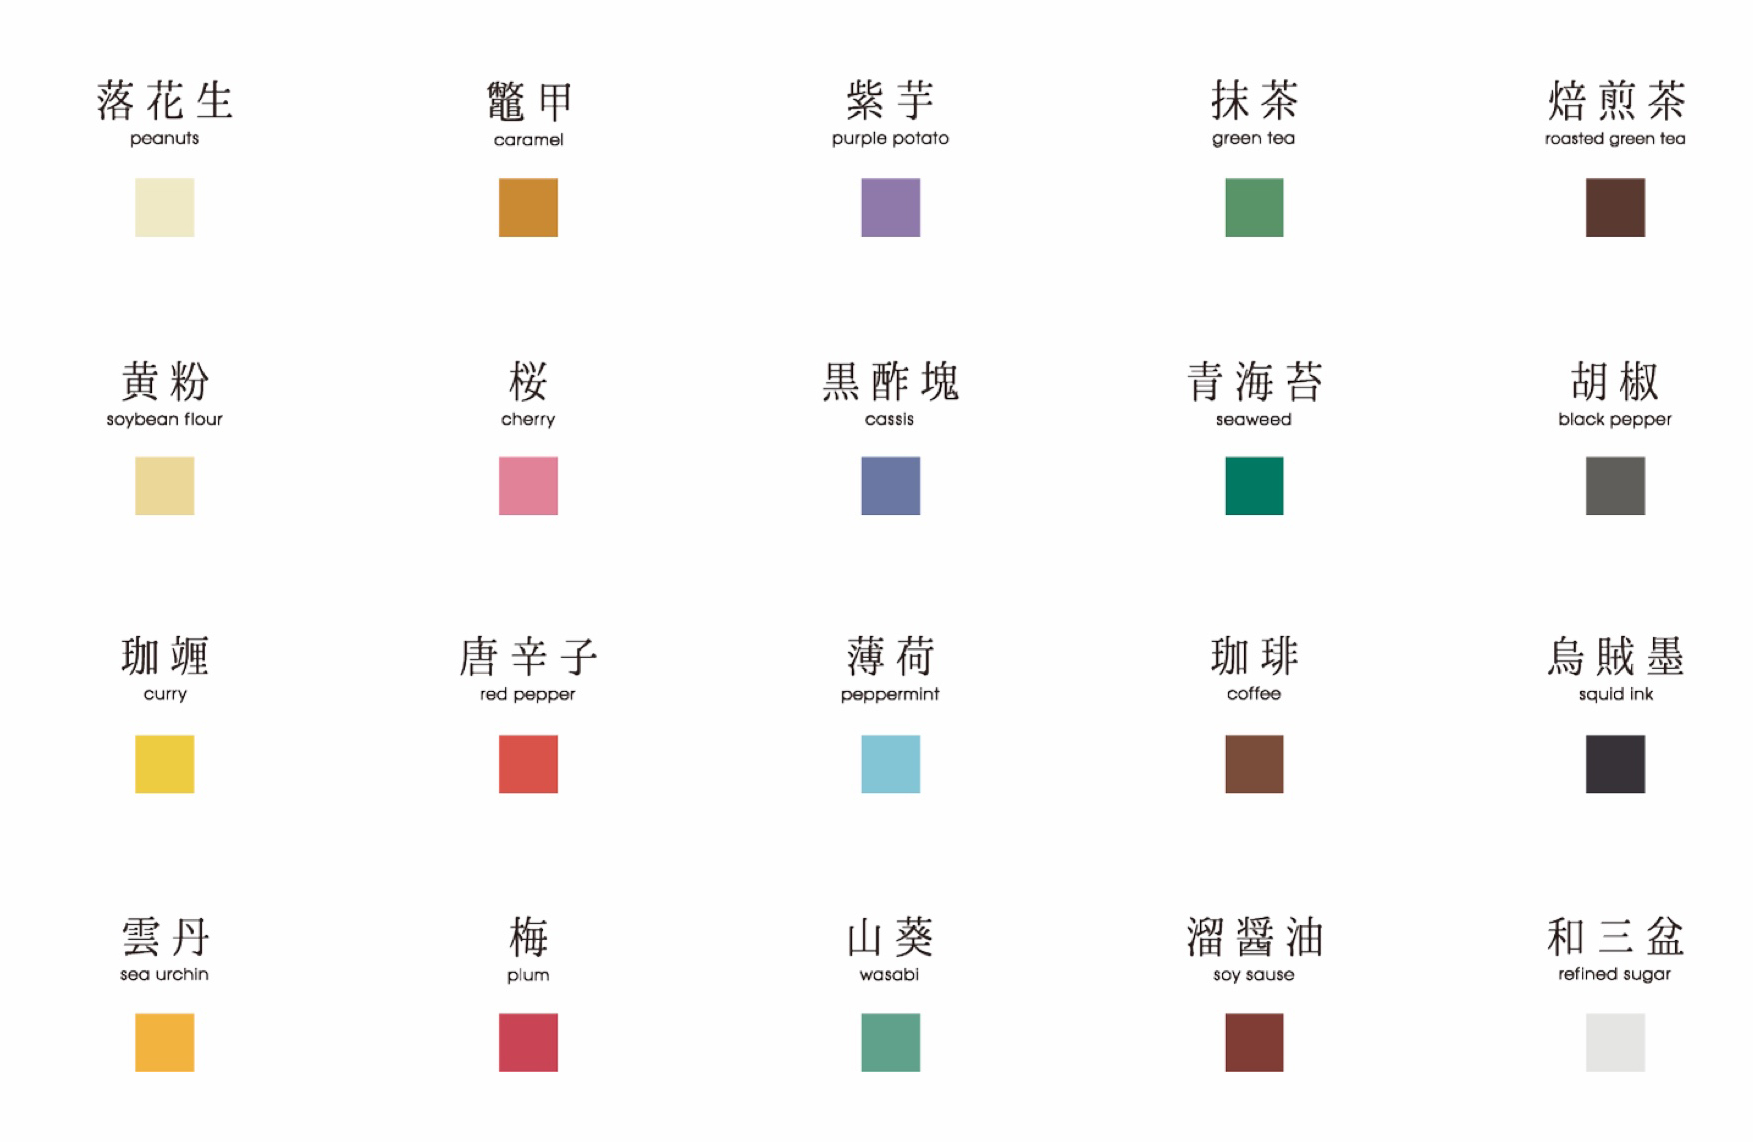 落花生
peanuts
鼈甲
caramel
紫芋
purple potato
抹茶
green tea
焙煎茶
roasted green tea
黄粉
soybean flour
桜
cherry
黒酢塊
cassis
青海苔
seaweed
胡椒
black pepper
珈竰
curry
唐辛子
red pepper
薄荷
peppermint
珈琲
coffee
烏賊墨
squid ink
雲丹
sea urchin
梅
plum
山葵
wasabi
溜醤油
soy sause
和三盆
refined sugar